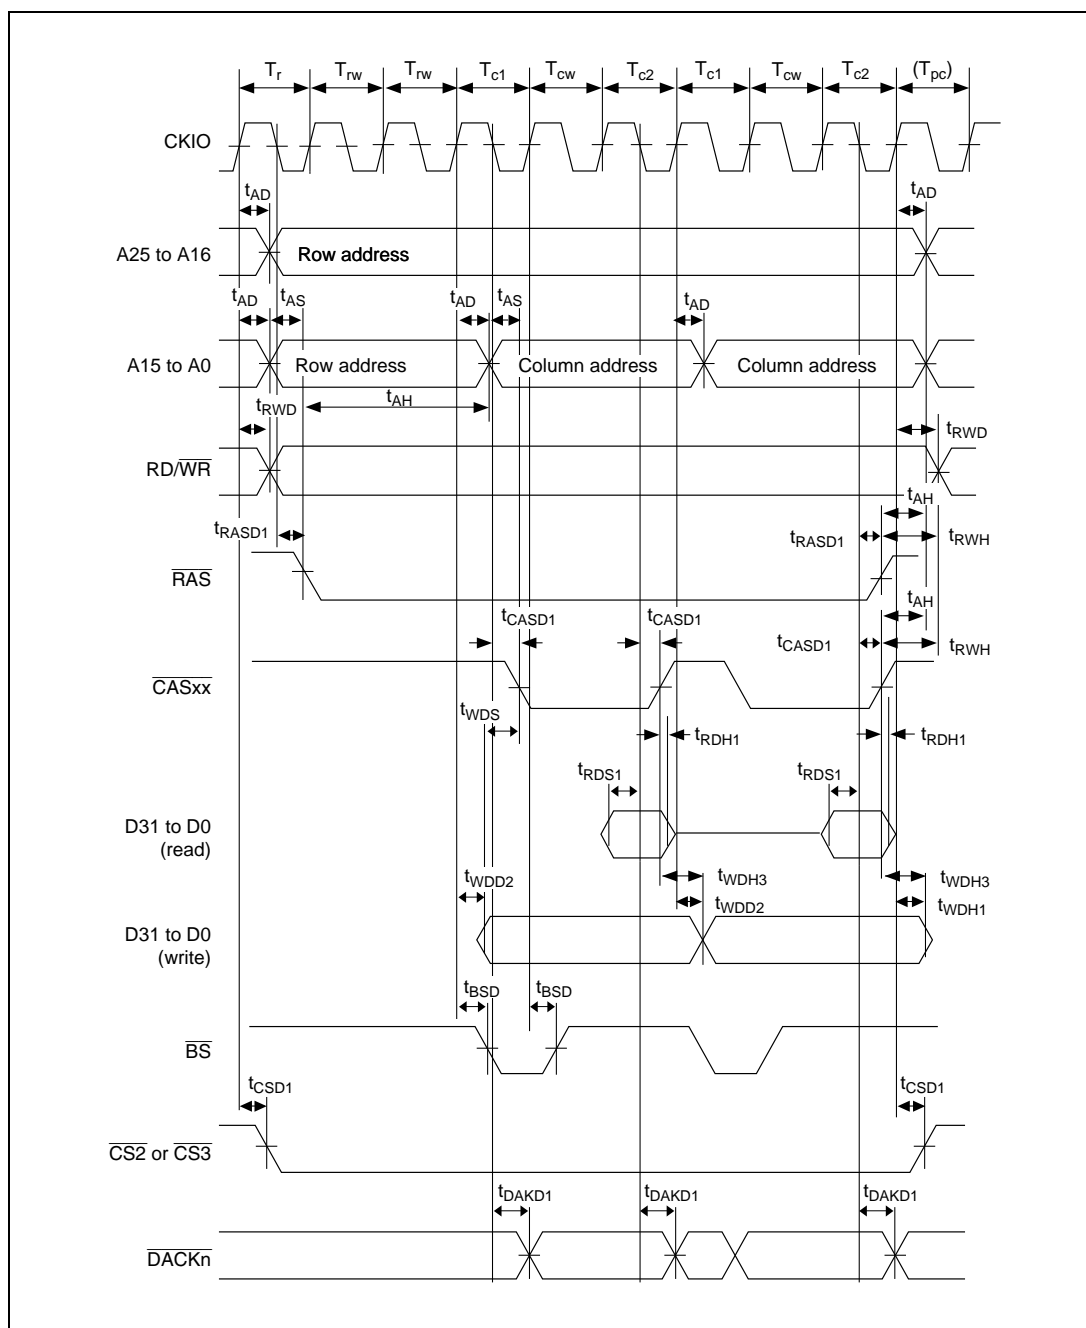 Tr Trw Trw Tc1 Tcw Tc2 Tc1 Tcw Tc2 (Tpc)
CKIO
tAD tAD
A25 to A16 Row address
tAD tAS tAD tAS tAD
A15 to A0 Row address Column address Column address
tAH
tRWD tRWD
RD/WR
tAH
tRASD1 tRASD1 tRWH
RAS
tAH
tCASD1 tCASD1 tCASD1 tRWH
CASxx
tWDS
tRDH1 tRDH1
tRDS1 tRDS1
D31 to D0
(read)
tWDD2 tWDH3 tWDH3
tWDD2 tWDH1
D31 to D0
(write)
tBSD tBSD
BS
tCSD1 tCSD1
CS2 or CS3
tDAKD1 tDAKD1 tDAKD1
DACKn